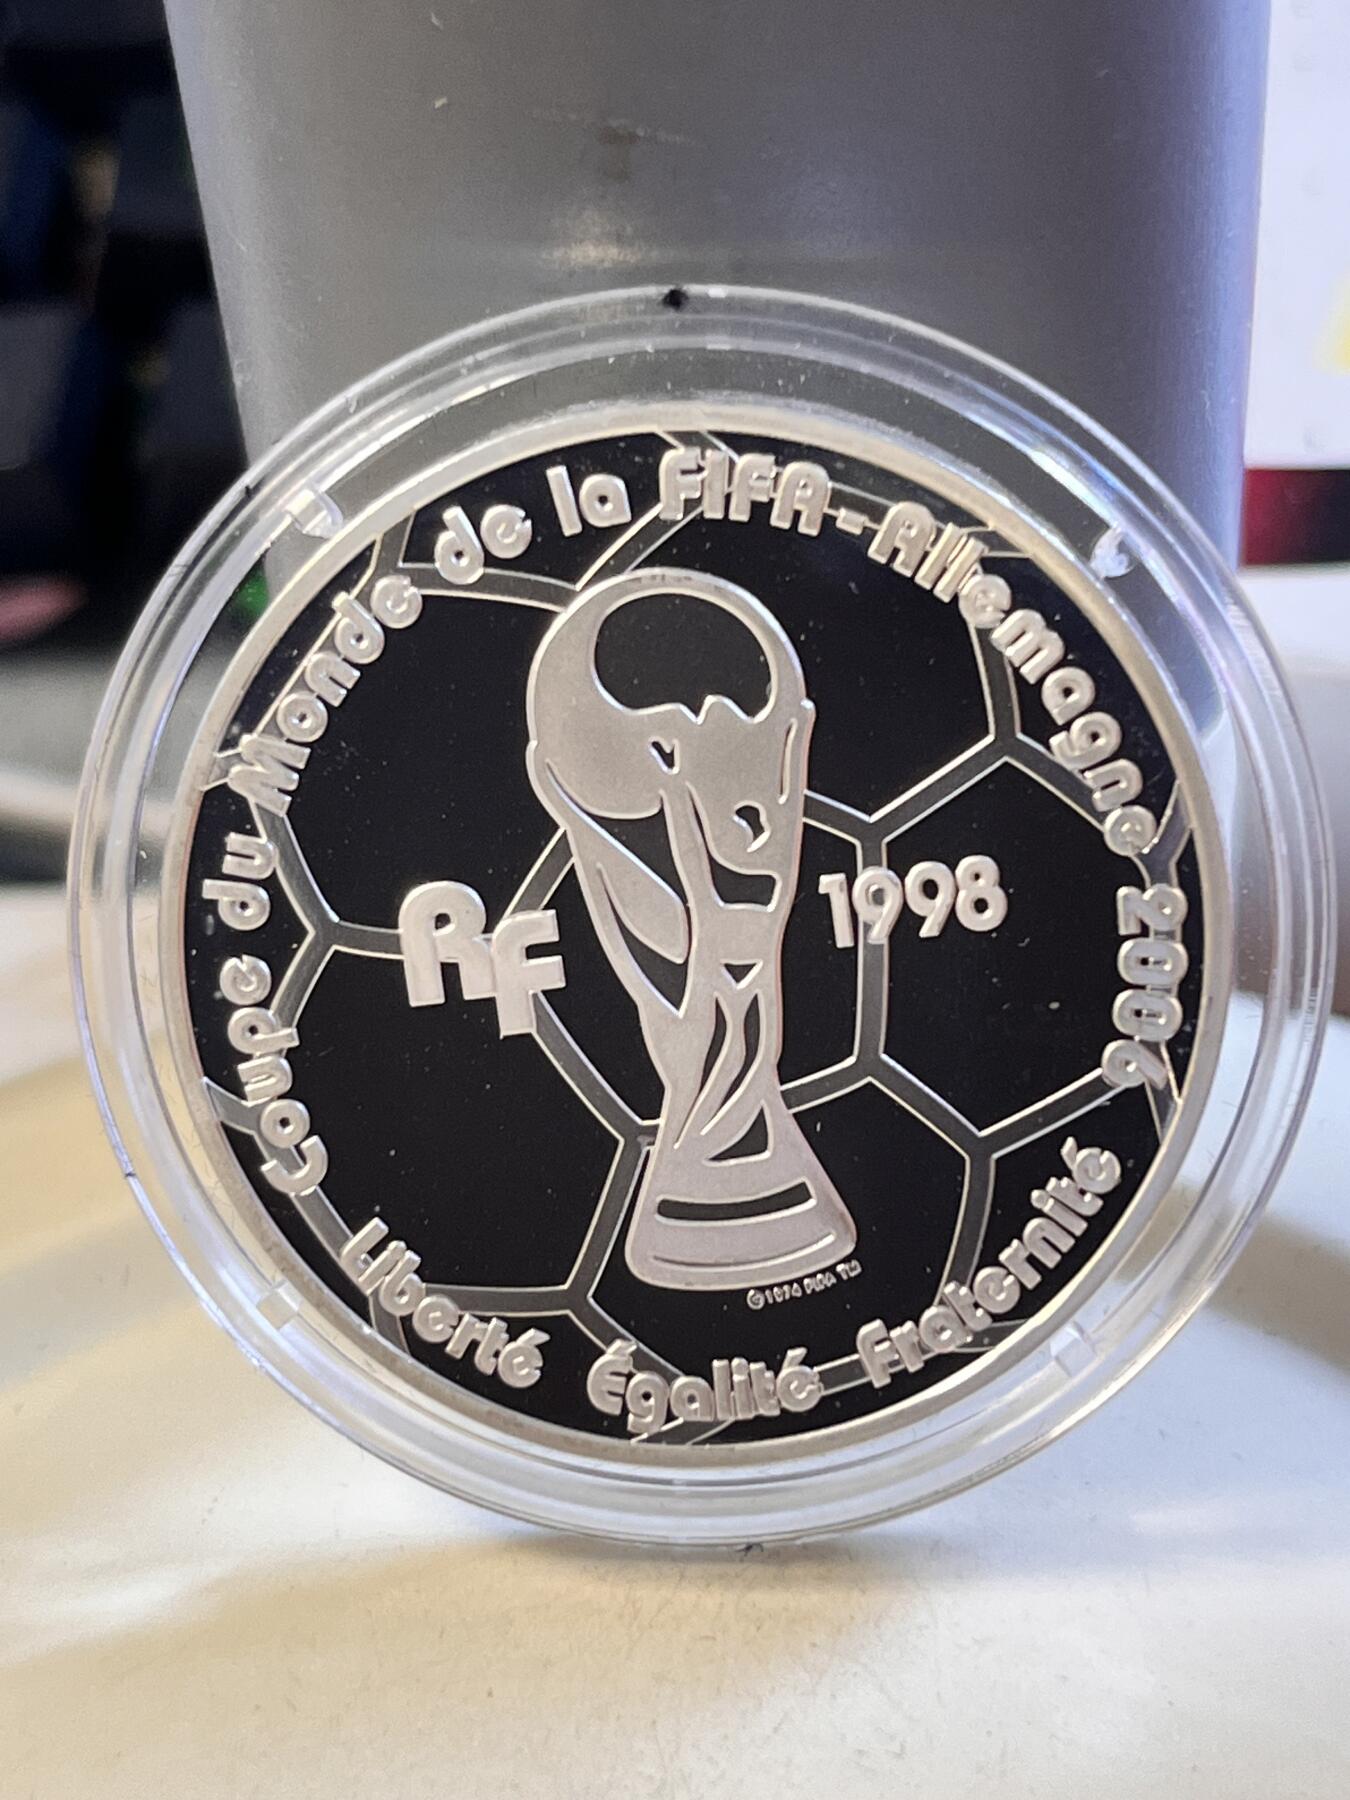 Coupe du Monde de la FIFA-Allemagne 2006
RF
1998
©1974 FIFA TM
Liberté Égalité Fraternité